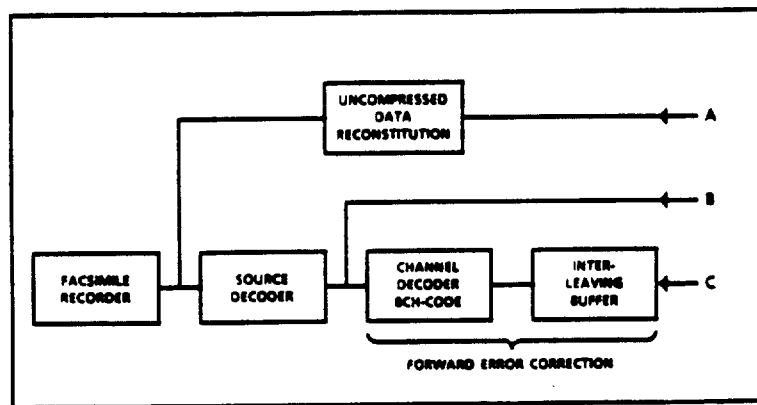 UNCOMPRESSED
DATA
RECONSTITUTION
A
B
FACSIMILE
RECORDER
SOURCE
DECODER
CHANNEL
DECODER
BCH-CODE
INTER-
LEAVING
BUFFER
C
FORWARD ERROR CORRECTION